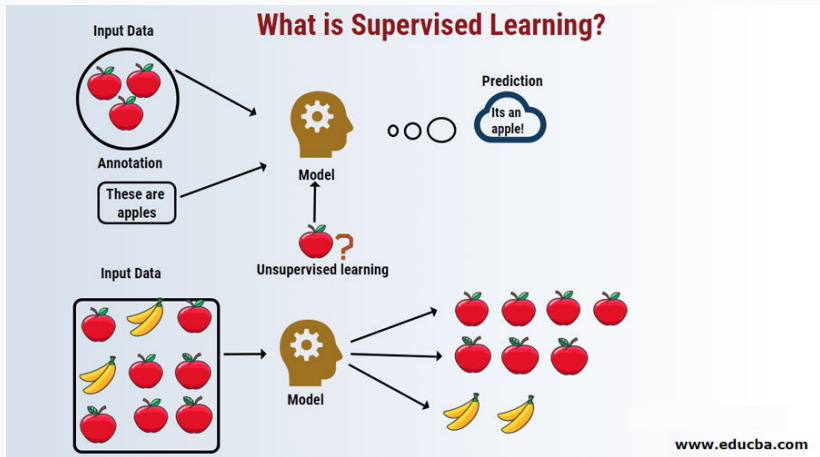 What is Supervised Learning?
Input Data
Annotation
These are
apples
Model
Prediction
Its an
apple!
?
Unsupervised learning
Input Data
Model
www.educba.com